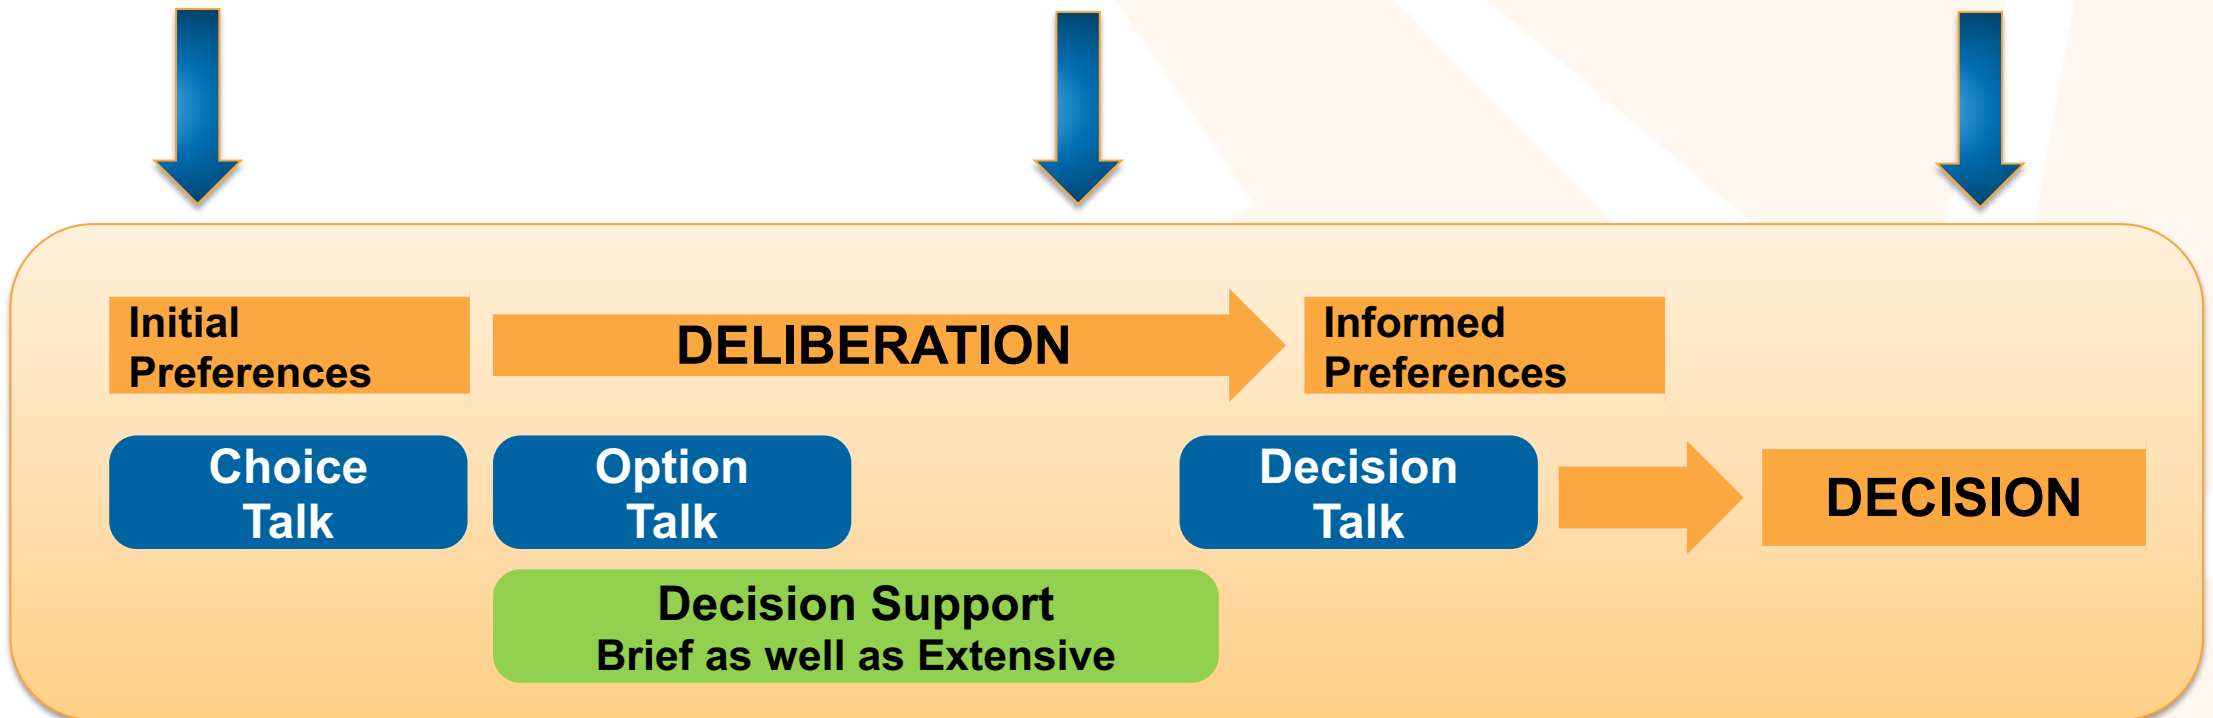 Initial
Preferences
DELIBERATION
Informed
Preferences
Choice
Talk
Option
Talk
Decision
Talk
DECISION
Decision Support
Brief as well as Extensive